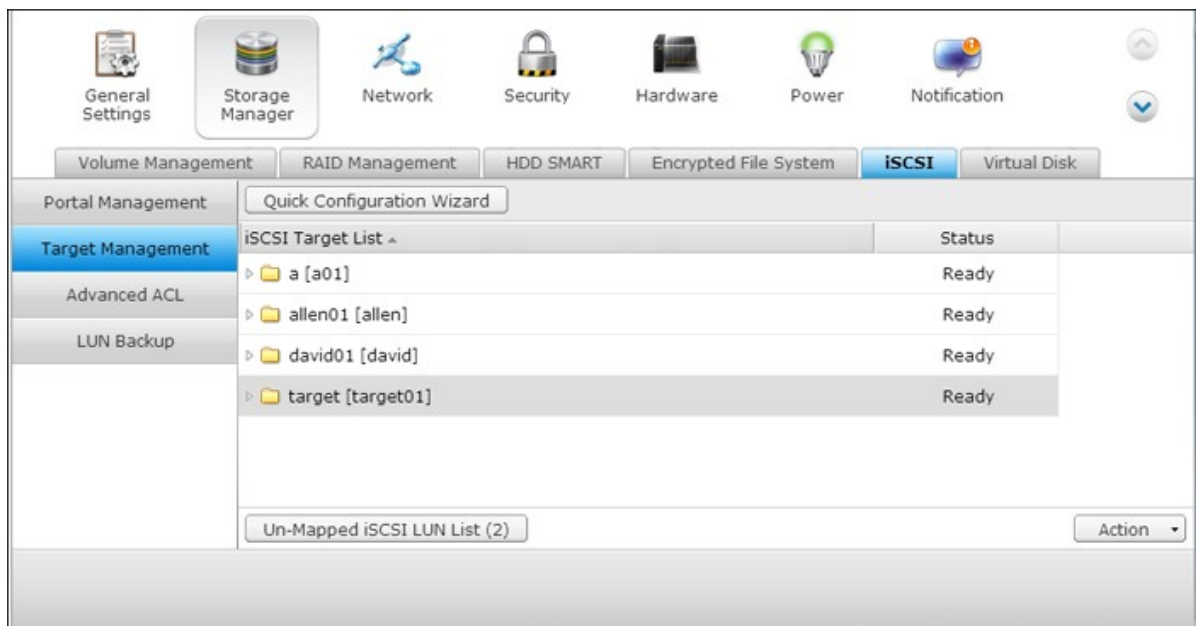 General Settings
Storage Manager
Network
Security
Hardware
Power
Notification
Volume Management
RAID Management
HDD SMART
Encrypted File System
iSCSI
Virtual Disk
Portal Management
Quick Configuration Wizard
Target Management
iSCSI Target List
Status
a [a01]
Ready
Advanced ACL
allen01 [allen]
Ready
LUN Backup
david01 [david]
Ready
target [target01]
Ready
Un-Mapped iSCSI LUN List (2)
Action